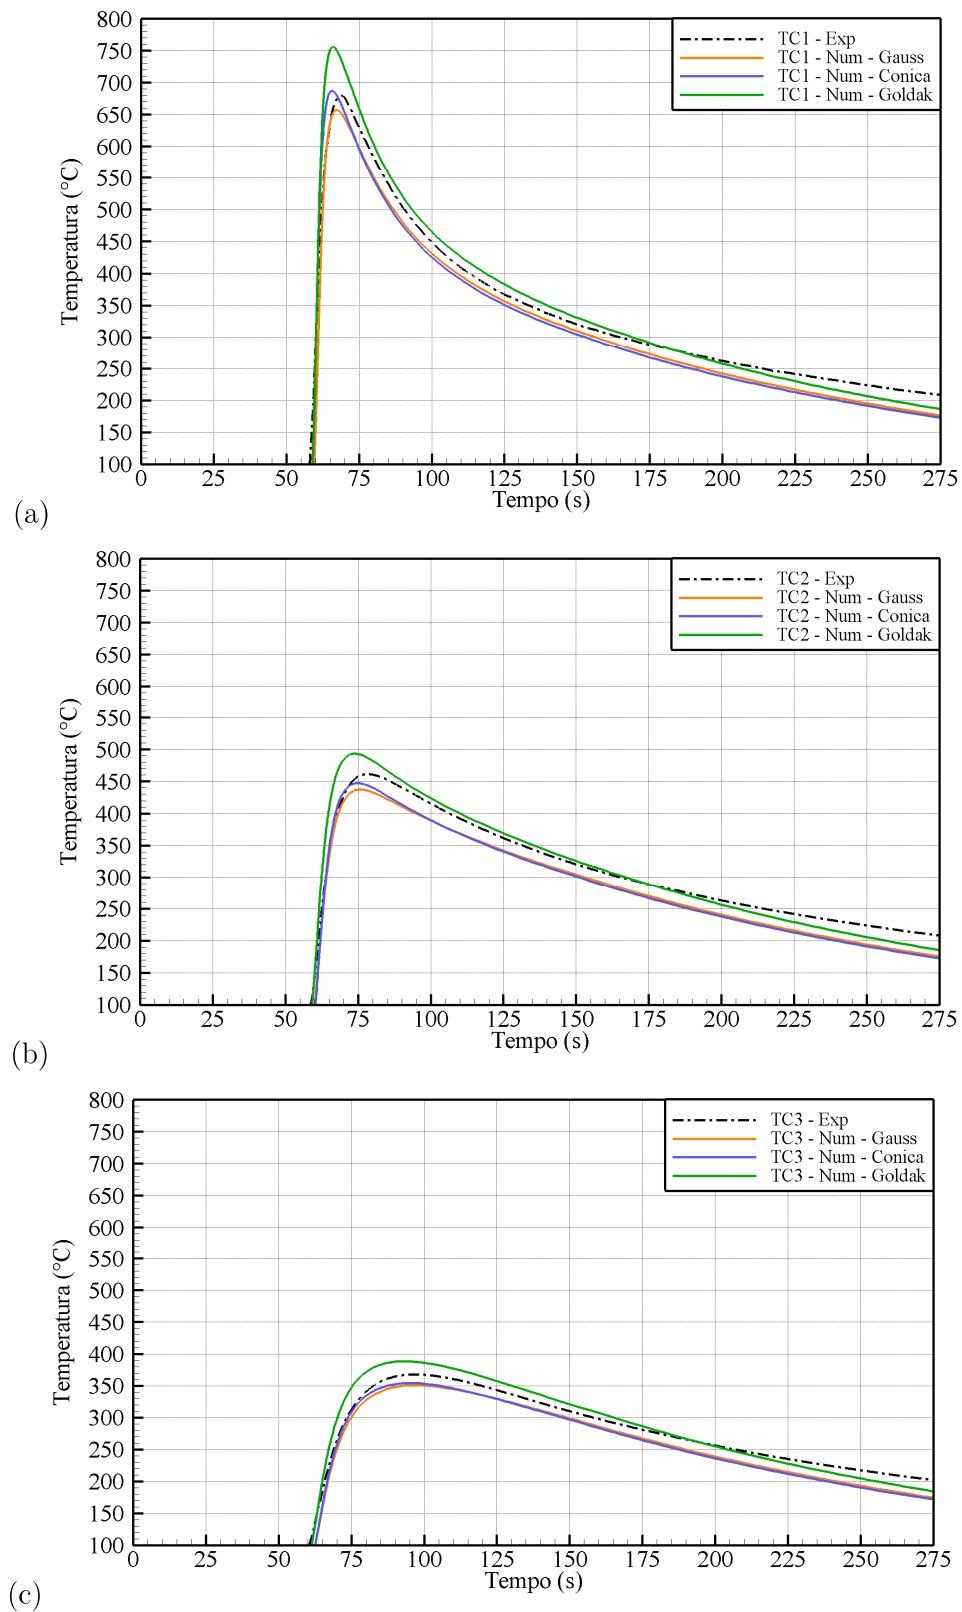 800
750
700
650
600
550
500
450
400
350
300
250
200
150
100
Temperatura (°C)
TC1 - Exp
TC1 - Num - Gauss
TC1 - Num - Conica
TC1 - Num - Goldak
0 25 50 75 100 125 150 175 200 225 250 275
Tempo (s)
(a)
800
750
700
650
600
550
500
450
400
350
300
250
200
150
100
Temperatura (°C)
TC2 - Exp
TC2 - Num - Gauss
TC2 - Num - Conica
TC2 - Num - Goldak
0 25 50 75 100 125 150 175 200 225 250 275
Tempo (s)
(b)
800
750
700
650
600
550
500
450
400
350
300
250
200
150
100
Temperatura (°C)
TC3 - Exp
TC3 - Num - Gauss
TC3 - Num - Conica
TC3 - Num - Goldak
0 25 50 75 100 125 150 175 200 225 250 275
Tempo (s)
(c)